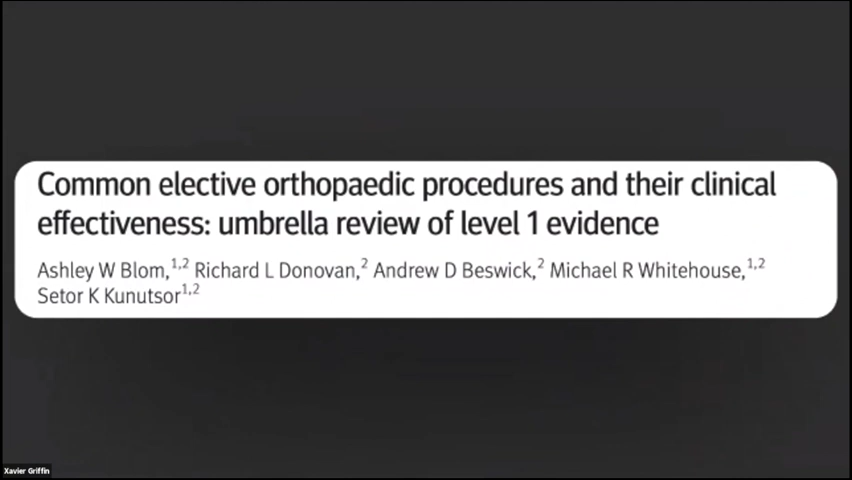 Common elective orthopaedic procedures and their clinical
effectiveness: umbrella review of level 1 evidence
Ashley W Blom,1,2 Richard L Donovan,2 Andrew D Beswick,2 Michael R Whitehouse,1,2
Setor K Kunutsor1,2
Xavier Griffin